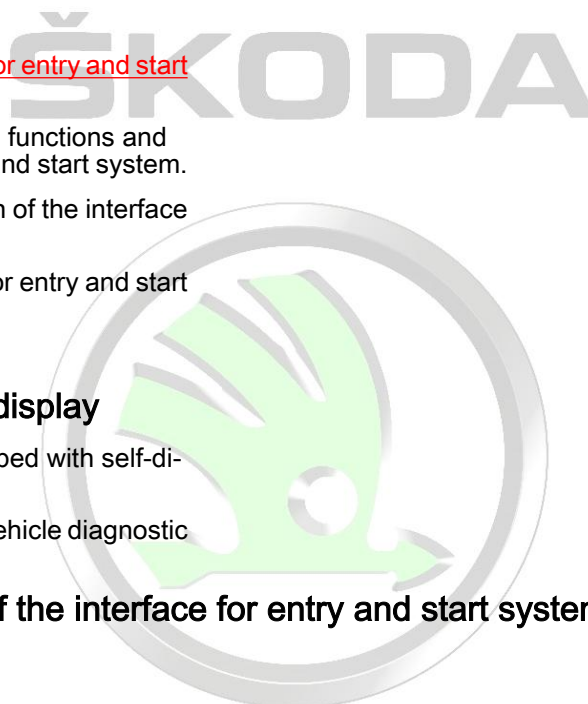 ŠKODA
or entry and start
functions and
nd start system.
n of the interface
or entry and start
display
ped with self-di-
ehicle diagnostic
f the interface for entry and start system